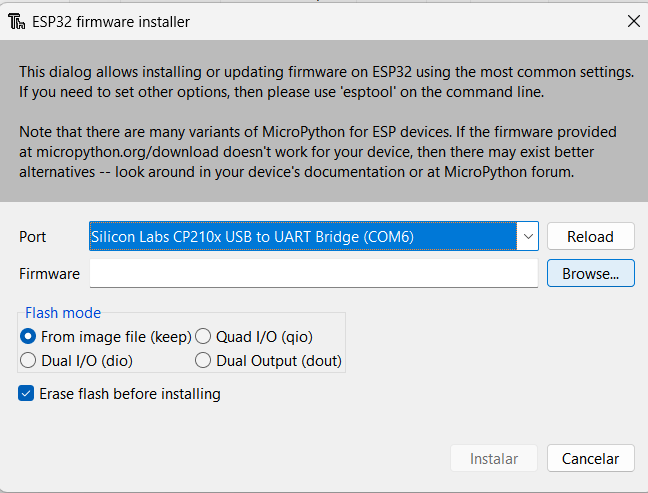 ESP32 firmware installer
This dialog allows installing or updating firmware on ESP32 using the most common settings.
If you need to set other options, then please use 'esptool' on the command line.
Note that there are many variants of MicroPython for ESP devices. If the firmware provided
at micropython.org/download doesn't work for your device, then there may exist better
alternatives -- look around in your device's documentation or at MicroPython forum.
Port Silicon Labs CP210x USB to UART Bridge (COM6) Reload
Firmware Browse...
Flash mode
From image file (keep) Quad I/O (qio)
Dual I/O (dio) Dual Output (dout)
Erase flash before installing
Instalar Cancelar